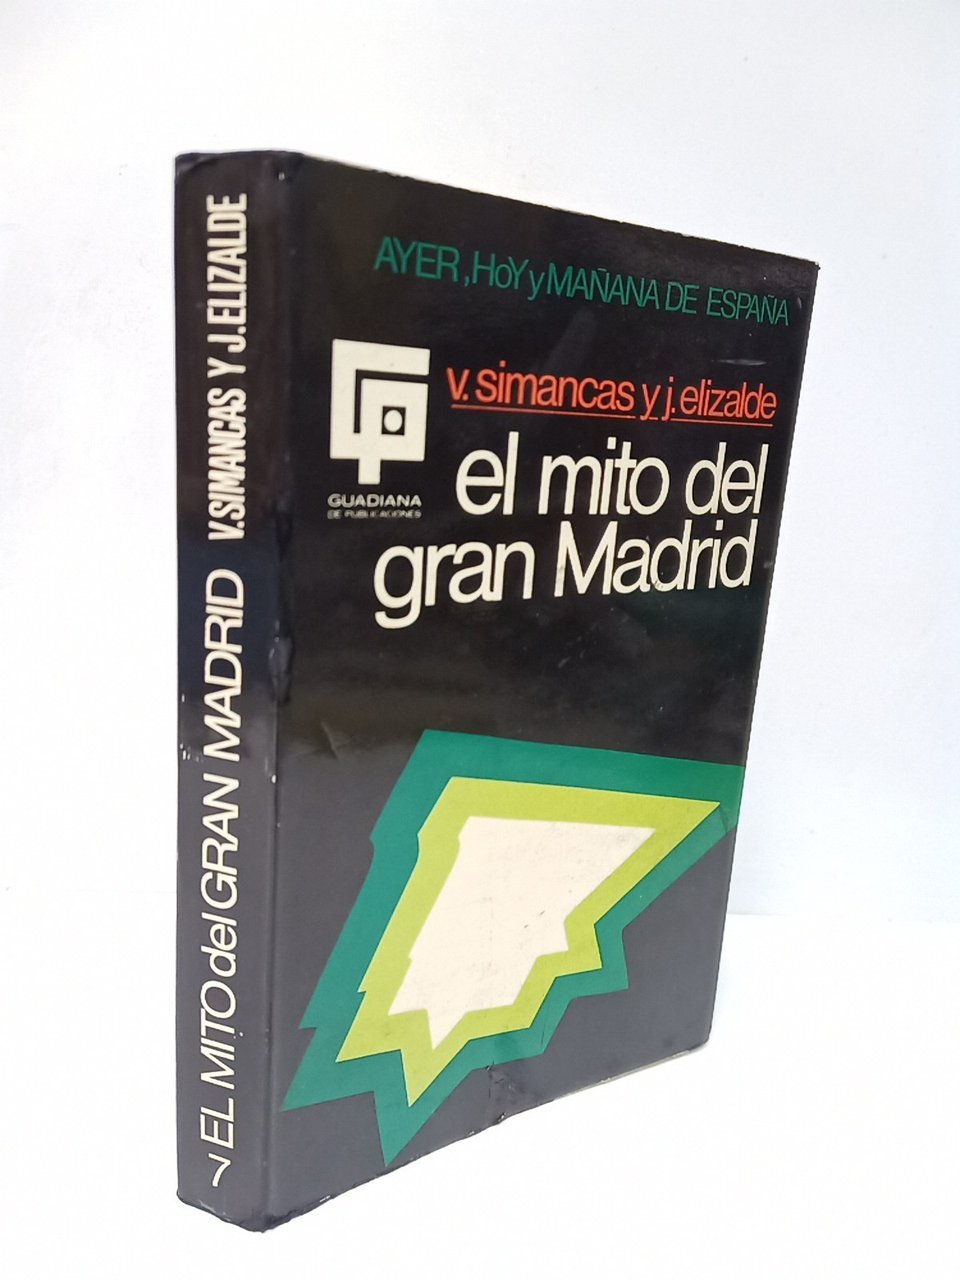 AYER, HoY y MAÑANA DE ESPAÑA
v. simancas y j. elizalde
el mito del
gran Madrid
GUADIANA
DE PUBLICACIONES
7 EL MITO del GRAN MADRID V. SIMANCAS Y J. ELIZALDE